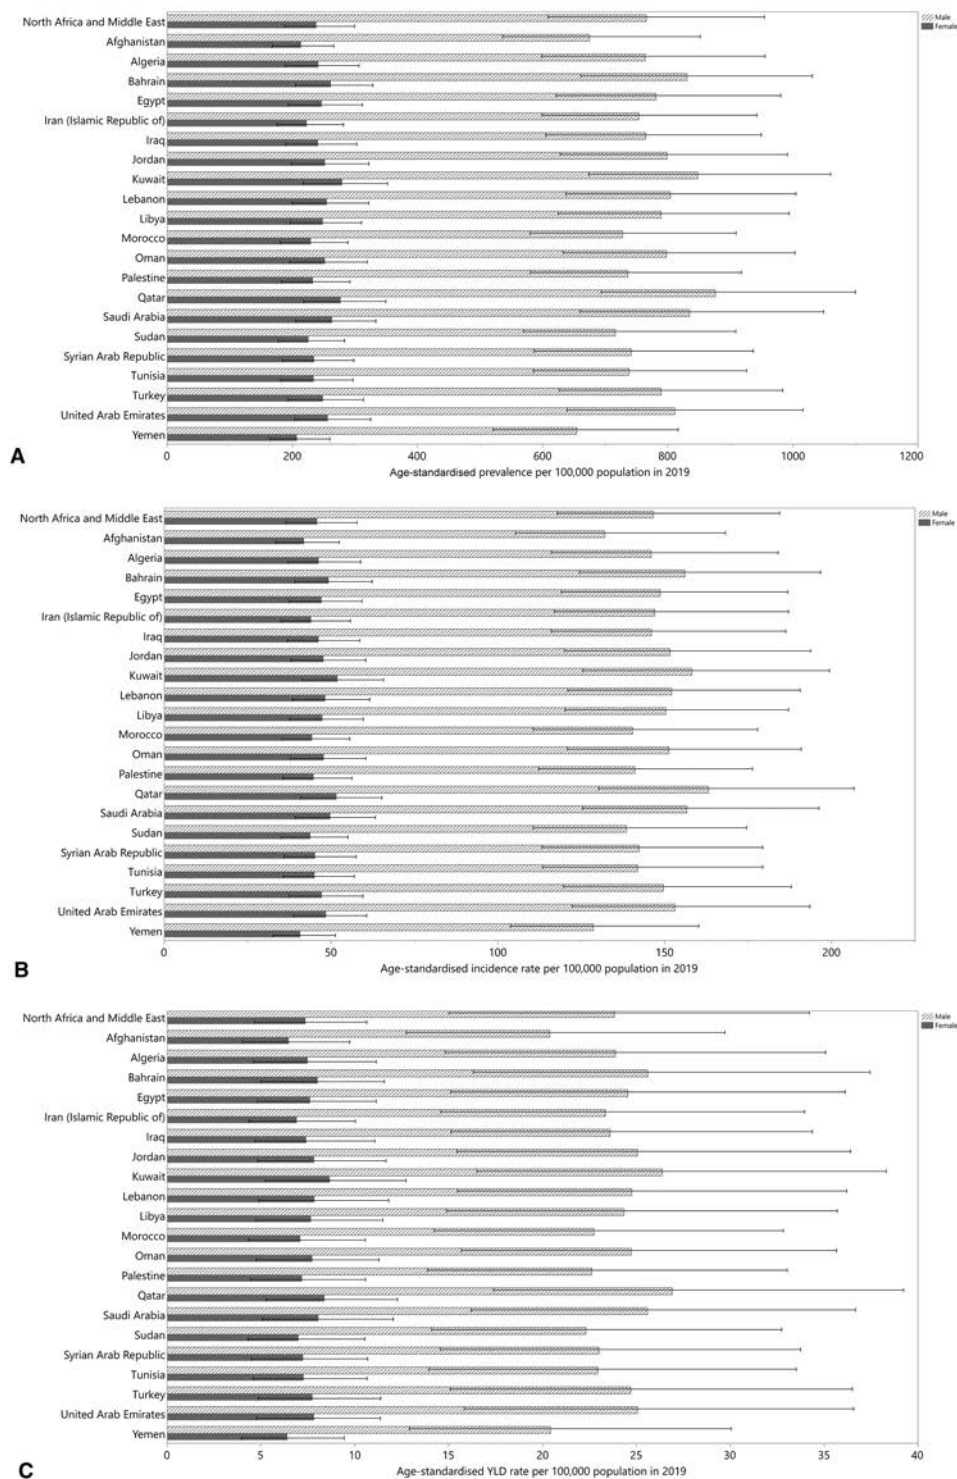 North Africa and Middle East
Afghanistan
Algeria
Bahrain
Egypt
Iran (Islamic Republic of)
Iraq
Jordan
Kuwait
Lebanon
Libya
Morocco
Oman
Palestine
Qatar
Saudi Arabia
Sudan
Syrian Arab Republic
Tunisia
Turkey
United Arab Emirates
Yemen
Male
Female
0 200 400 600 800 1000 1200
A
Age-standardised prevalence per 100,000 population in 2019
North Africa and Middle East
Afghanistan
Algeria
Bahrain
Egypt
Iran (Islamic Republic of)
Iraq
Jordan
Kuwait
Lebanon
Libya
Morocco
Oman
Palestine
Qatar
Saudi Arabia
Sudan
Syrian Arab Republic
Tunisia
Turkey
United Arab Emirates
Yemen
Male
Female
0 50 100 150 200
B
Age-standardised incidence rate per 100,000 population in 2019
North Africa and Middle East
Afghanistan
Algeria
Bahrain
Egypt
Iran (Islamic Republic of)
Iraq
Jordan
Kuwait
Lebanon
Libya
Morocco
Oman
Palestine
Qatar
Saudi Arabia
Sudan
Syrian Arab Republic
Tunisia
Turkey
United Arab Emirates
Yemen
Male
Female
0 5 10 15 20 25 30 35 40
C
Age-standardised YLD rate per 100,000 population in 2019